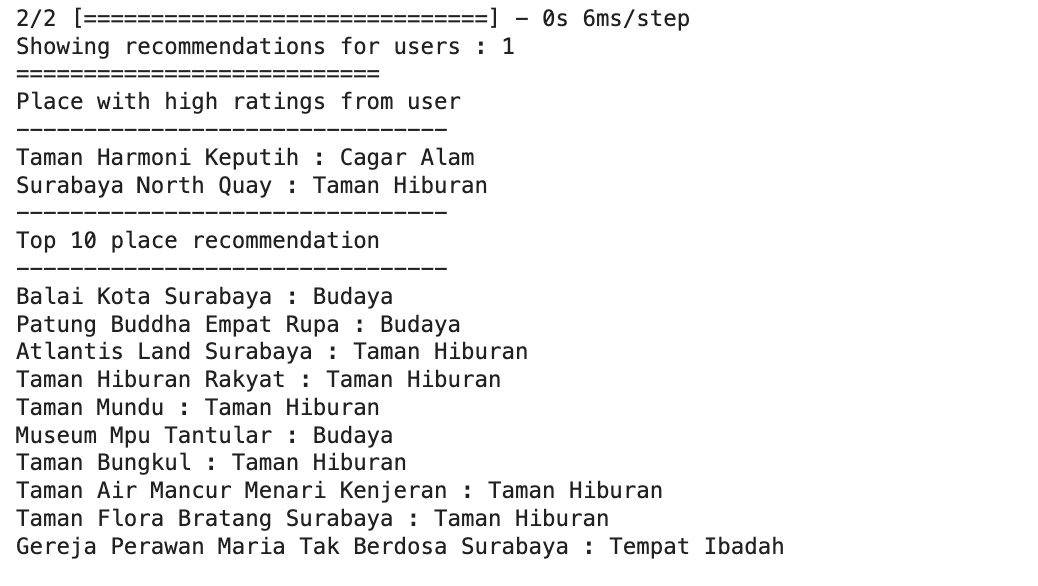 2/2 [==============================] - 0s 6ms/step
Showing recommendations for users : 1
===========================
Place with high ratings from user
--------------------------------
Taman Harmoni Keputih : Cagar Alam
Surabaya North Quay : Taman Hiburan
--------------------------------
Top 10 place recommendation
--------------------------------
Balai Kota Surabaya : Budaya
Patung Buddha Empat Rupa : Budaya
Atlantis Land Surabaya : Taman Hiburan
Taman Hiburan Rakyat : Taman Hiburan
Taman Mundu : Taman Hiburan
Museum Mpu Tantular : Budaya
Taman Bungkul : Taman Hiburan
Taman Air Mancur Menari Kenjeran : Taman Hiburan
Taman Flora Bratang Surabaya : Taman Hiburan
Gereja Perawan Maria Tak Berdosa Surabaya : Tempat Ibadah